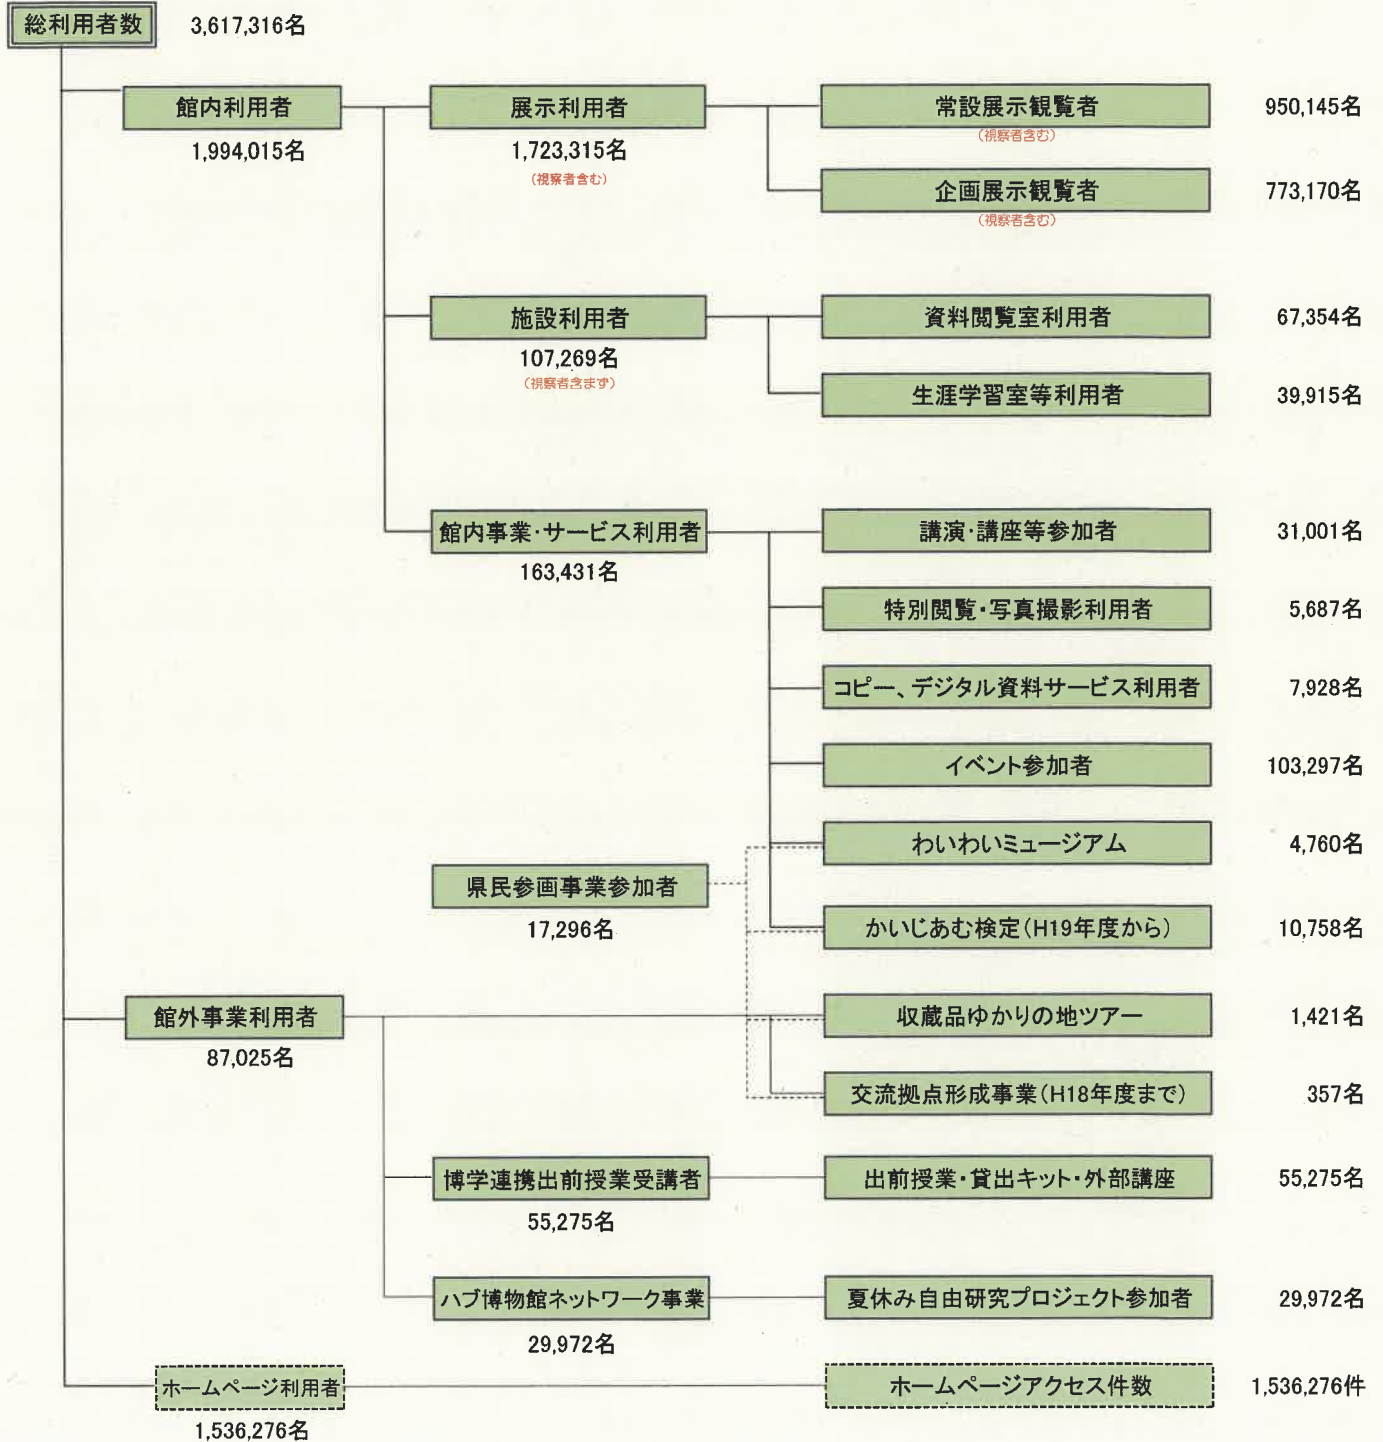 総利用者数 3,617,316名
館内利用者 展示利用者 常設展示観覧者 950,145名
1,994,015名 1,723,315名 (視察者含む)
(視察者含む)
企画展示観覧者 773,170名
(視察者含む)
施設利用者 資料閲覧室利用者 67,354名
107,269名
(視察者含まず)
生涯学習室等利用者 39,915名
館内事業・サービス利用者 講演・講座等参加者 31,001名
163,431名
特別閲覧・写真撮影利用者 5,687名
コピー、デジタル資料サービス利用者 7,928名
イベント参加者 103,297名
わいわいミュージアム 4,760名
県民参画事業参加者
17,296名
かいじあむ検定(H19年度から) 10,758名
館外事業利用者 収蔵品ゆかりの地ツアー 1,421名
87,025名
交流拠点形成事業(H18年度まで) 357名
博学連携出前授業受講者 出前授業・貸出キット・外部講座 55,275名
55,275名
ハブ博物館ネットワーク事業 夏休み自由研究プロジェクト参加者 29,972名
29,972名
ホームページ利用者 ホームページアクセス件数 1,536,276件
1,536,276名